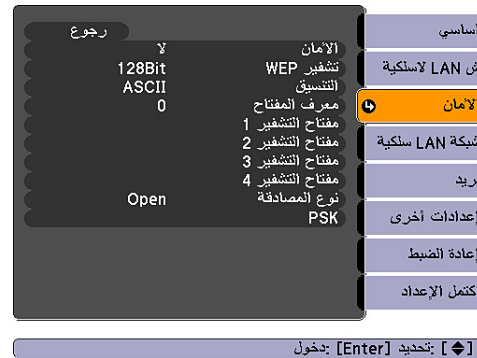 رجوع
الأمان لا
تشفير WEP 128Bit
التنسيق ASCII
معرف المفتاح 0
مفتاح التشفير 1
مفتاح التشفير 2
مفتاح التشفير 3
مفتاح التشفير 4
نوع المصادقة Open
PSK
أساسي
LAN لاسلكية
الأمان
شبكة LAN سلكية
بريد
إعدادات أخرى
إعادة الضبط
اكتمل الإعداد
[◆]: تحديد [Enter]: دخول